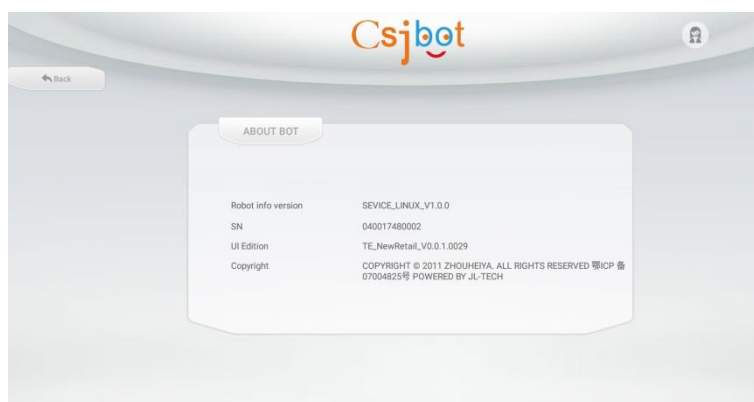 Csjbot
Back
ABOUT BOT
Robot info version SEVICE_LINUX_V1.0.0
SN 040017480002
UI Edition TE_NewRetail_V0.0.1.0029
Copyright COPYRIGHT © 2011 ZHOUHEIYA. ALL RIGHTS RESERVED 鄂ICP 备
07004825号 POWERED BY JL-TECH